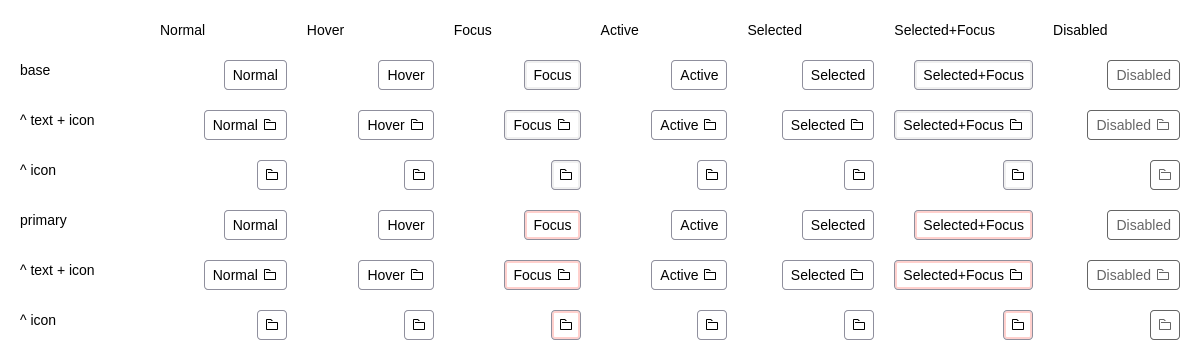 Normal Hover Focus Active Selected Selected+Focus Disabled
base Normal Hover Focus Active Selected Selected+Focus Disabled
^ text + icon Normal Hover Focus Active Selected Selected+Focus Disabled
^ icon
primary Normal Hover Focus Active Selected Selected+Focus Disabled
^ text + icon Normal Hover Focus Active Selected Selected+Focus Disabled
^ icon